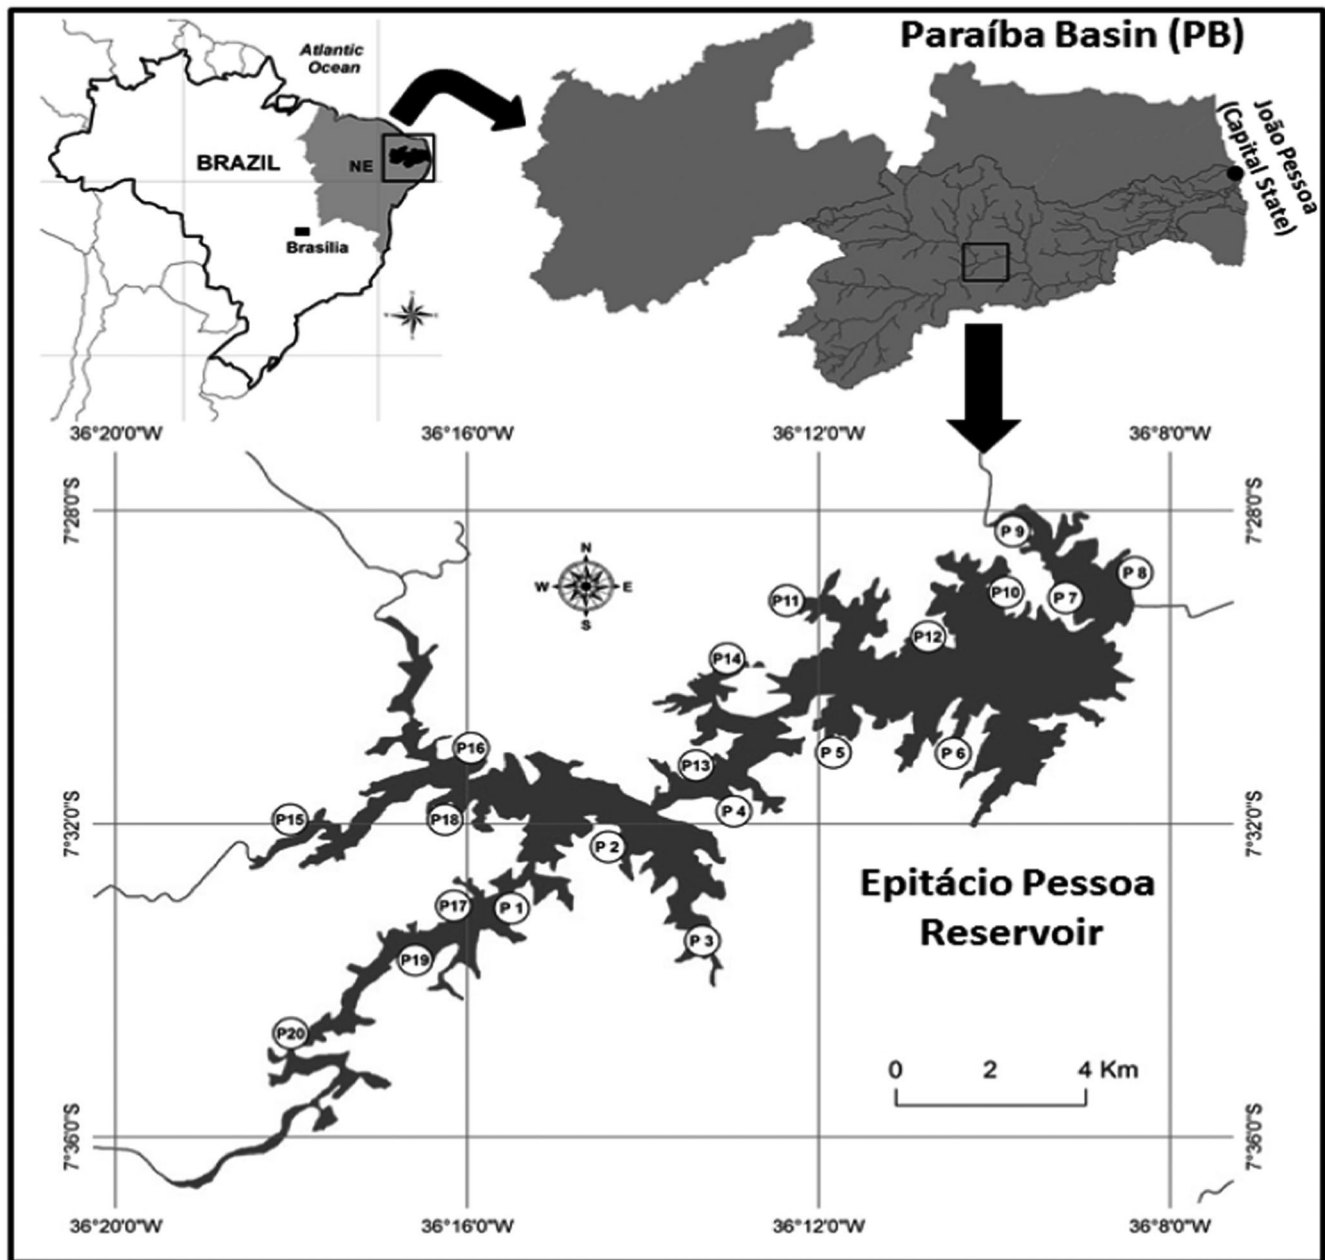 Paraíba Basin (PB)
Atlantic
Ocean
BRAZIL
NE
Brasília
João Pessoa
(Capital State)
36°20'0"W
36°16'0"W
36°12'0"W
36°8'0"W
7°28'0"S
7°28'0"S
N
W
E
S
P 9
P 8
P10
P 7
P11
P12
P14
P16
P13
P 5
P 6
P 4
P15
P18
7°32'0"S
7°32'0"S
P 2
Epitácio Pessoa
Reservoir
P17
P 1
P 3
P19
P20
0
2
4 Km
7°36'0"S
7°36'0"S
36°20'0"W
36°16'0"W
36°12'0"W
36°8'0"W